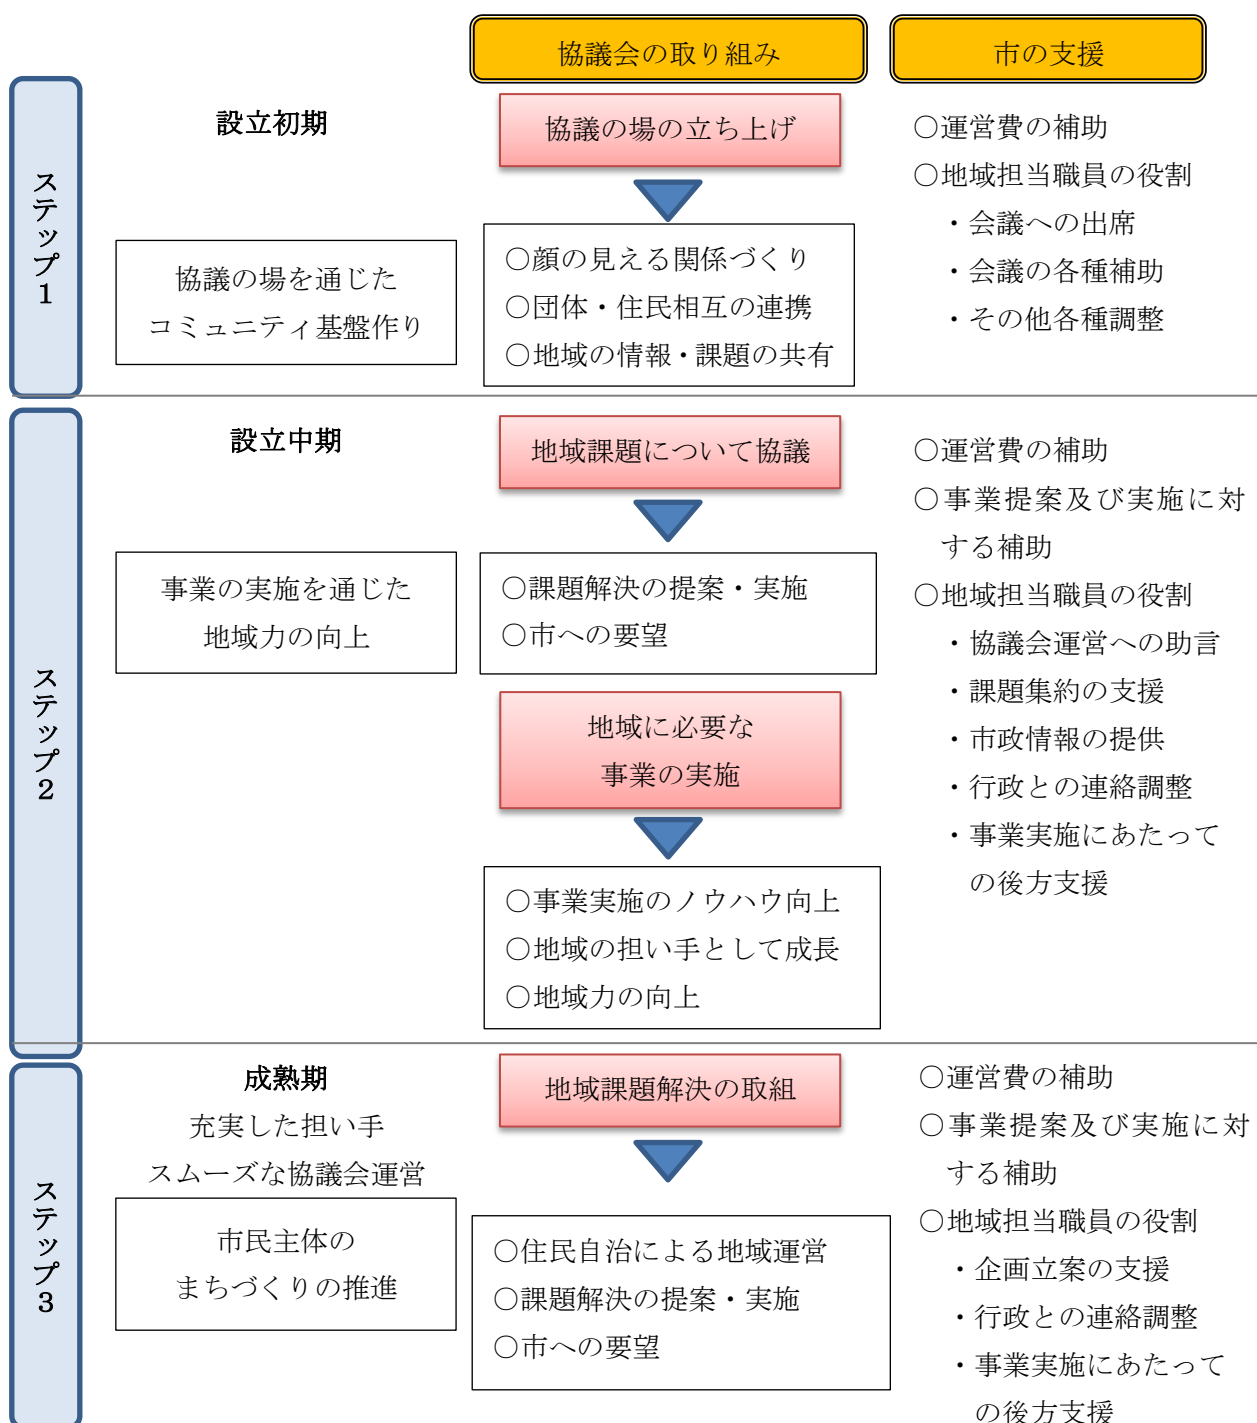 協議会の取り組み
市の支援
ステップ1
設立初期
協議の場を通じた
コミュニティ基盤作り
協議の場の立ち上げ
○顔の見える関係づくり
○団体・住民相互の連携
○地域の情報・課題の共有
○運営費の補助
○地域担当職員の役割
・会議への出席
・会議の各種補助
・その他各種調整
ステップ2
設立中期
事業の実施を通じた
地域力の向上
地域課題について協議
○課題解決の提案・実施
○市への要望
地域に必要な
事業の実施
○事業実施のノウハウ向上
○地域の担い手として成長
○地域力の向上
○運営費の補助
○事業提案及び実施に対
する補助
○地域担当職員の役割
・協議会運営への助言
・課題集約の支援
・市政情報の提供
・行政との連絡調整
・事業実施にあたって
の後方支援
ステップ3
成熟期
充実した担い手
スムーズな協議会運営
市民主体の
まちづくりの推進
地域課題解決の取組
○住民自治による地域運営
○課題解決の提案・実施
○市への要望
○運営費の補助
○事業提案及び実施に対
する補助
○地域担当職員の役割
・企画立案の支援
・行政との連絡調整
・事業実施にあたって
の後方支援